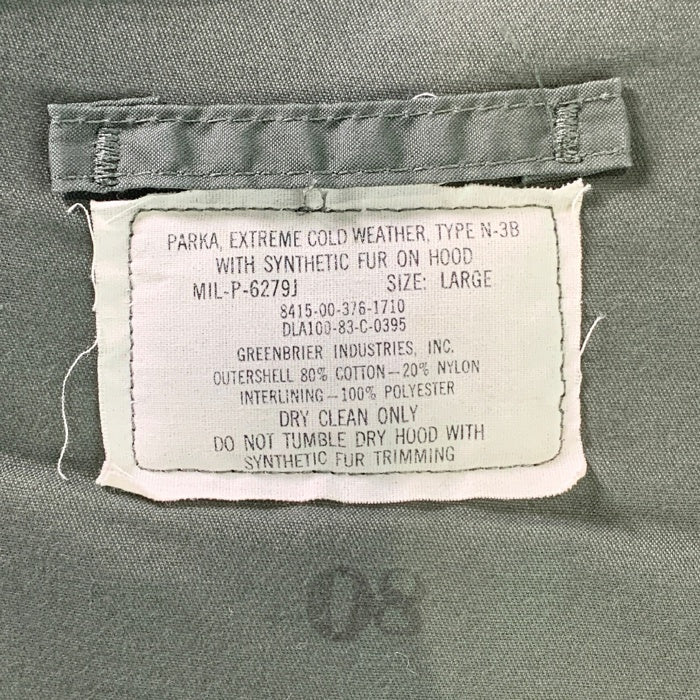 PARKA, EXTREME COLD WEATHER, TYPE N-3B
WITH SYNTHETIC FUR ON HOOD
MIL-P-6279J SIZE: LARGE
8415-00-376-1710
DLA100-83-C-0395
GREENBRIER INDUSTRIES, INC.
OUTERSHELL 80% COTTON-20% NYLON
INTERLINING-100% POLYESTER
DRY CLEAN ONLY
DO NOT TUMBLE DRY HOOD WITH
SYNTHETIC FUR TRIMMING
08